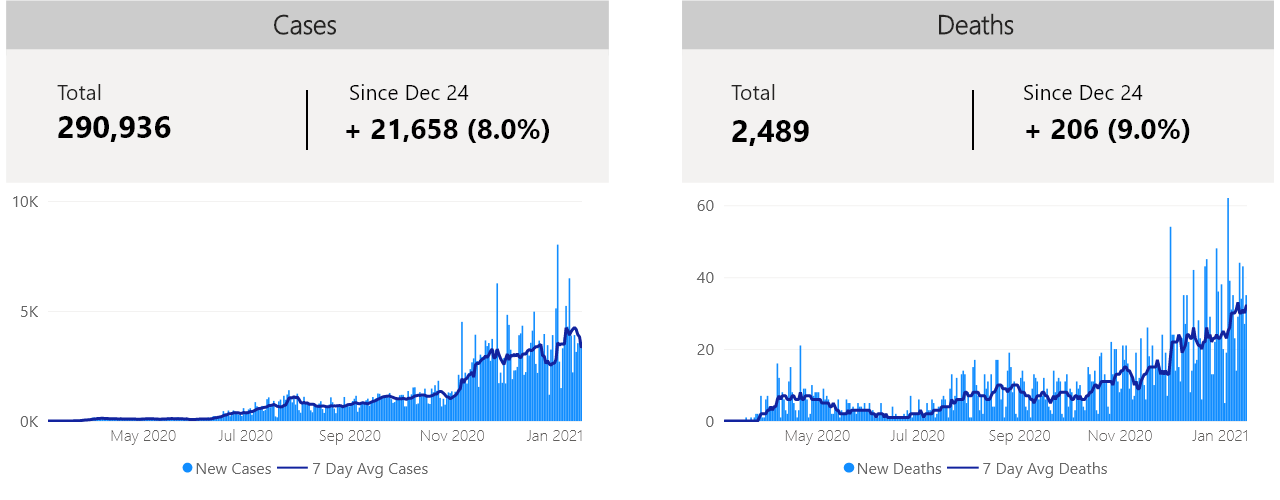 Cases
Total
290,936
Since Dec 24
+ 21,658 (8.0%)
10K
5K
0K
May 2020 Jul 2020 Sep 2020 Nov 2020 Jan 2021
New Cases 7 Day Avg Cases
Deaths
Total
2,489
Since Dec 24
+ 206 (9.0%)
60
40
20
0
May 2020 Jul 2020 Sep 2020 Nov 2020 Jan 2021
New Deaths 7 Day Avg Deaths